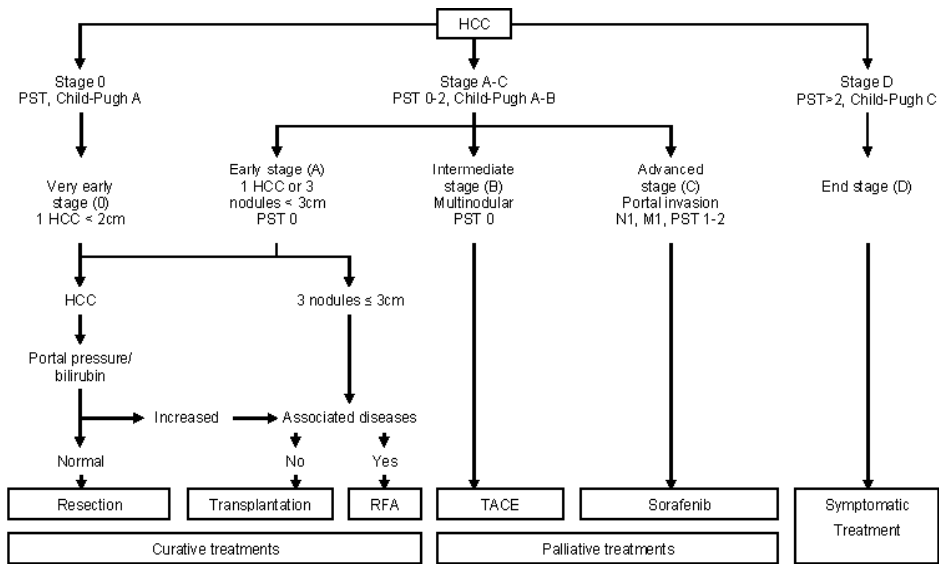 HCC
Stage 0
PST, Child-Pugh A
Stage A-C
PST 0-2, Child-Pugh A-B
Stage D
PST>2, Child-Pugh C
Very early
stage (0)
1 HCC < 2cm
Early stage (A)
1 HCC or 3
nodules < 3cm
PST 0
Intermediate
stage (B)
Multinodular
PST 0
Advanced
stage (C)
Portal invasion
N1, M1, PST 1-2
End stage (D)
HCC
3 nodules ≤ 3cm
Portal pressure/
bilirubin
Increased
Associated diseases
Normal
No
Yes
Resection
Transplantation
RFA
TACE
Sorafenib
Symptomatic
Treatment
Curative treatments
Palliative treatments